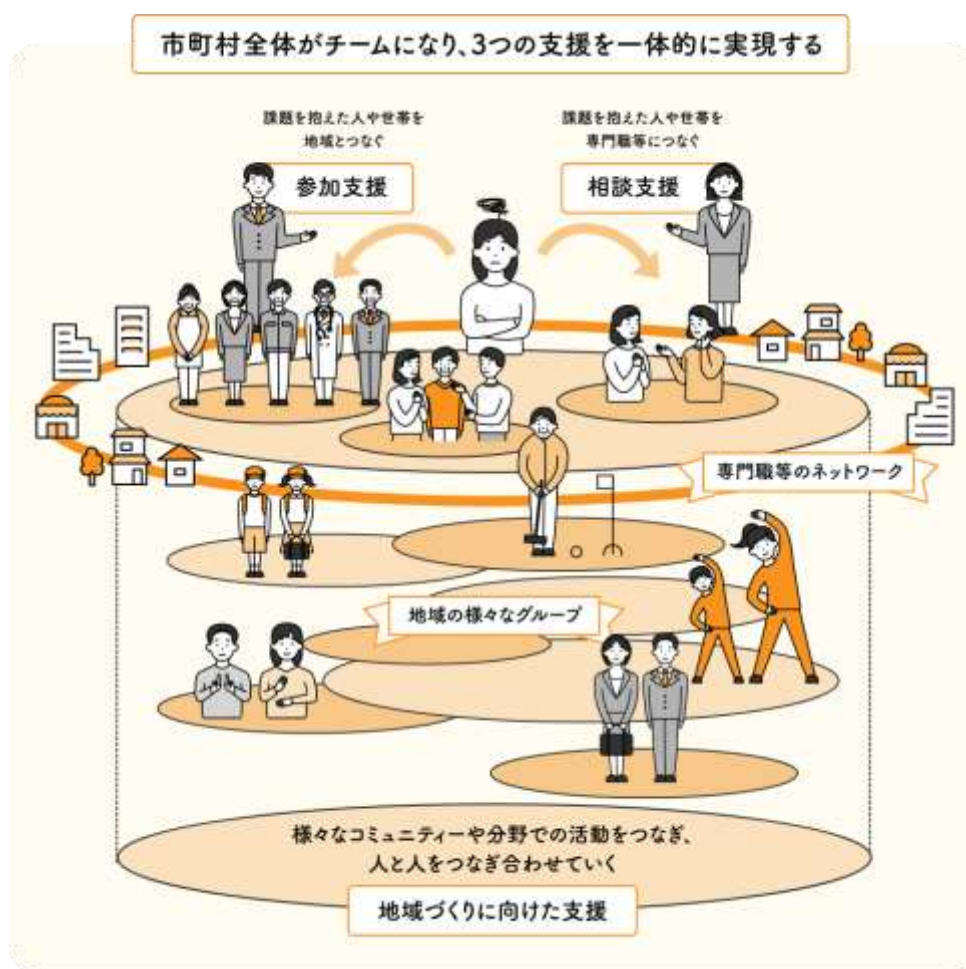 市町村全体がチームになり、3つの支援を一体的に実現する
課題を抱えた人や世帯を
地域とつなぐ
参加支援
課題を抱えた人や世帯を
専門職等につなぐ
相談支援
専門職等のネットワーク
地域の様々なグループ
様々なコミュニティーや分野での活動をつなぎ、
人と人をつなぎ合わせていく
地域づくりに向けた支援